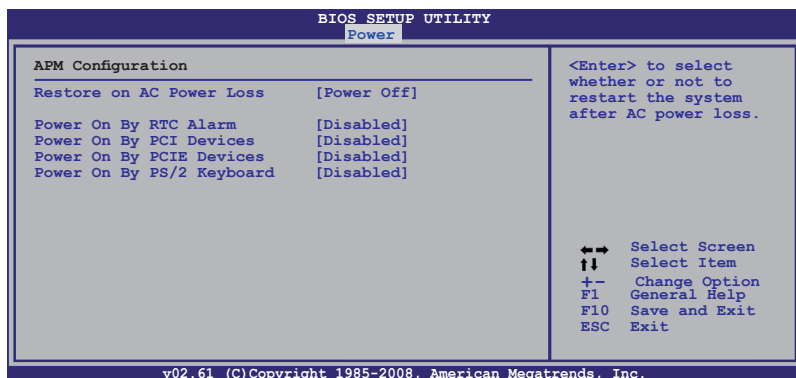 BIOS SETUP UTILITY
Power
APM Configuration
Restore on AC Power Loss [Power Off]
Power On By RTC Alarm [Disabled]
Power On By PCI Devices [Disabled]
Power On By PCIE Devices [Disabled]
Power On By PS/2 Keyboard [Disabled]
<Enter> to select
whether or not to
restart the system
after AC power loss.
←→ Select Screen
↑↓ Select Item
+- Change Option
F1 General Help
F10 Save and Exit
ESC Exit
v02.61 (C)Copyright 1985-2008, American Megatrends, Inc.